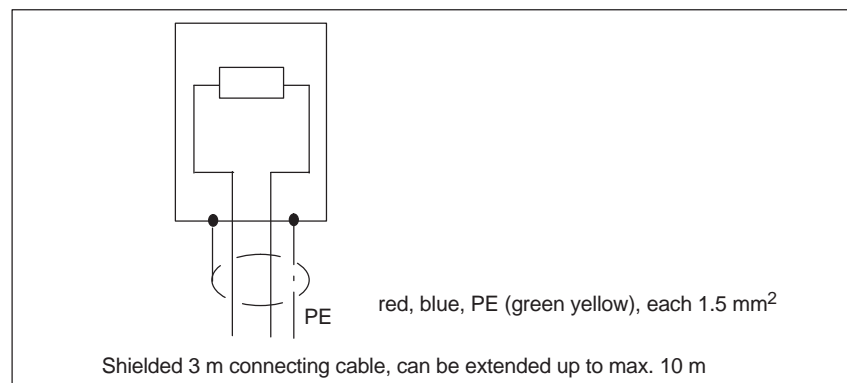 red, blue, PE (green yellow), each 1.5 mm²
PE
Shielded 3 m connecting cable, can be extended up to max. 10 m